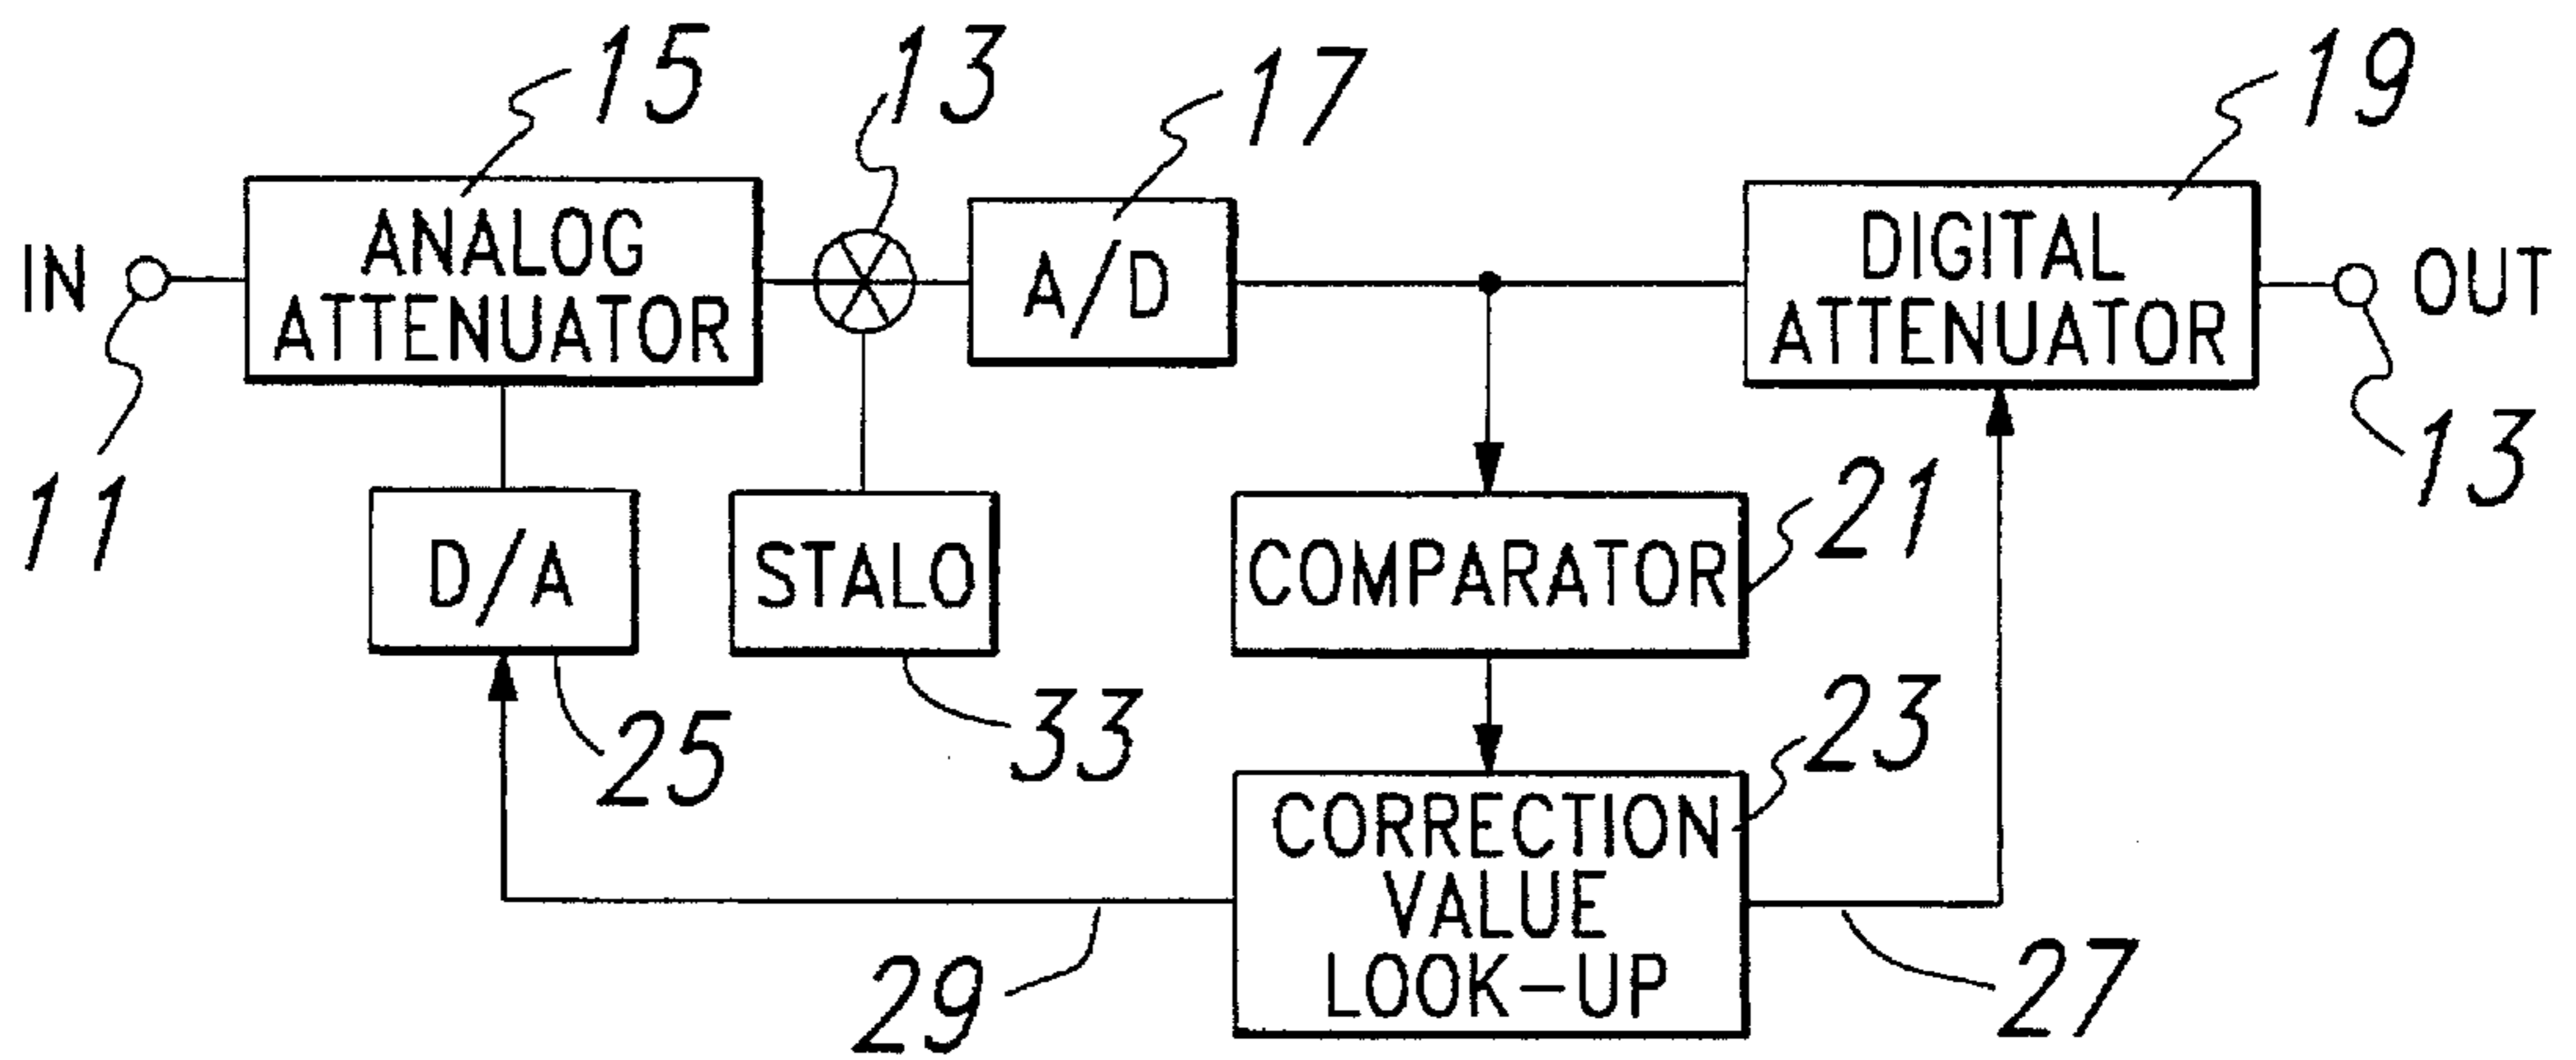 15
13
17
19
IN
ANALOG
ATTENUATOR
A/D
DIGITAL
ATTENUATOR
OUT
11
13
D/A
STALO
COMPARATOR
21
25
33
23
CORRECTION
VALUE
LOOK-UP
29
27